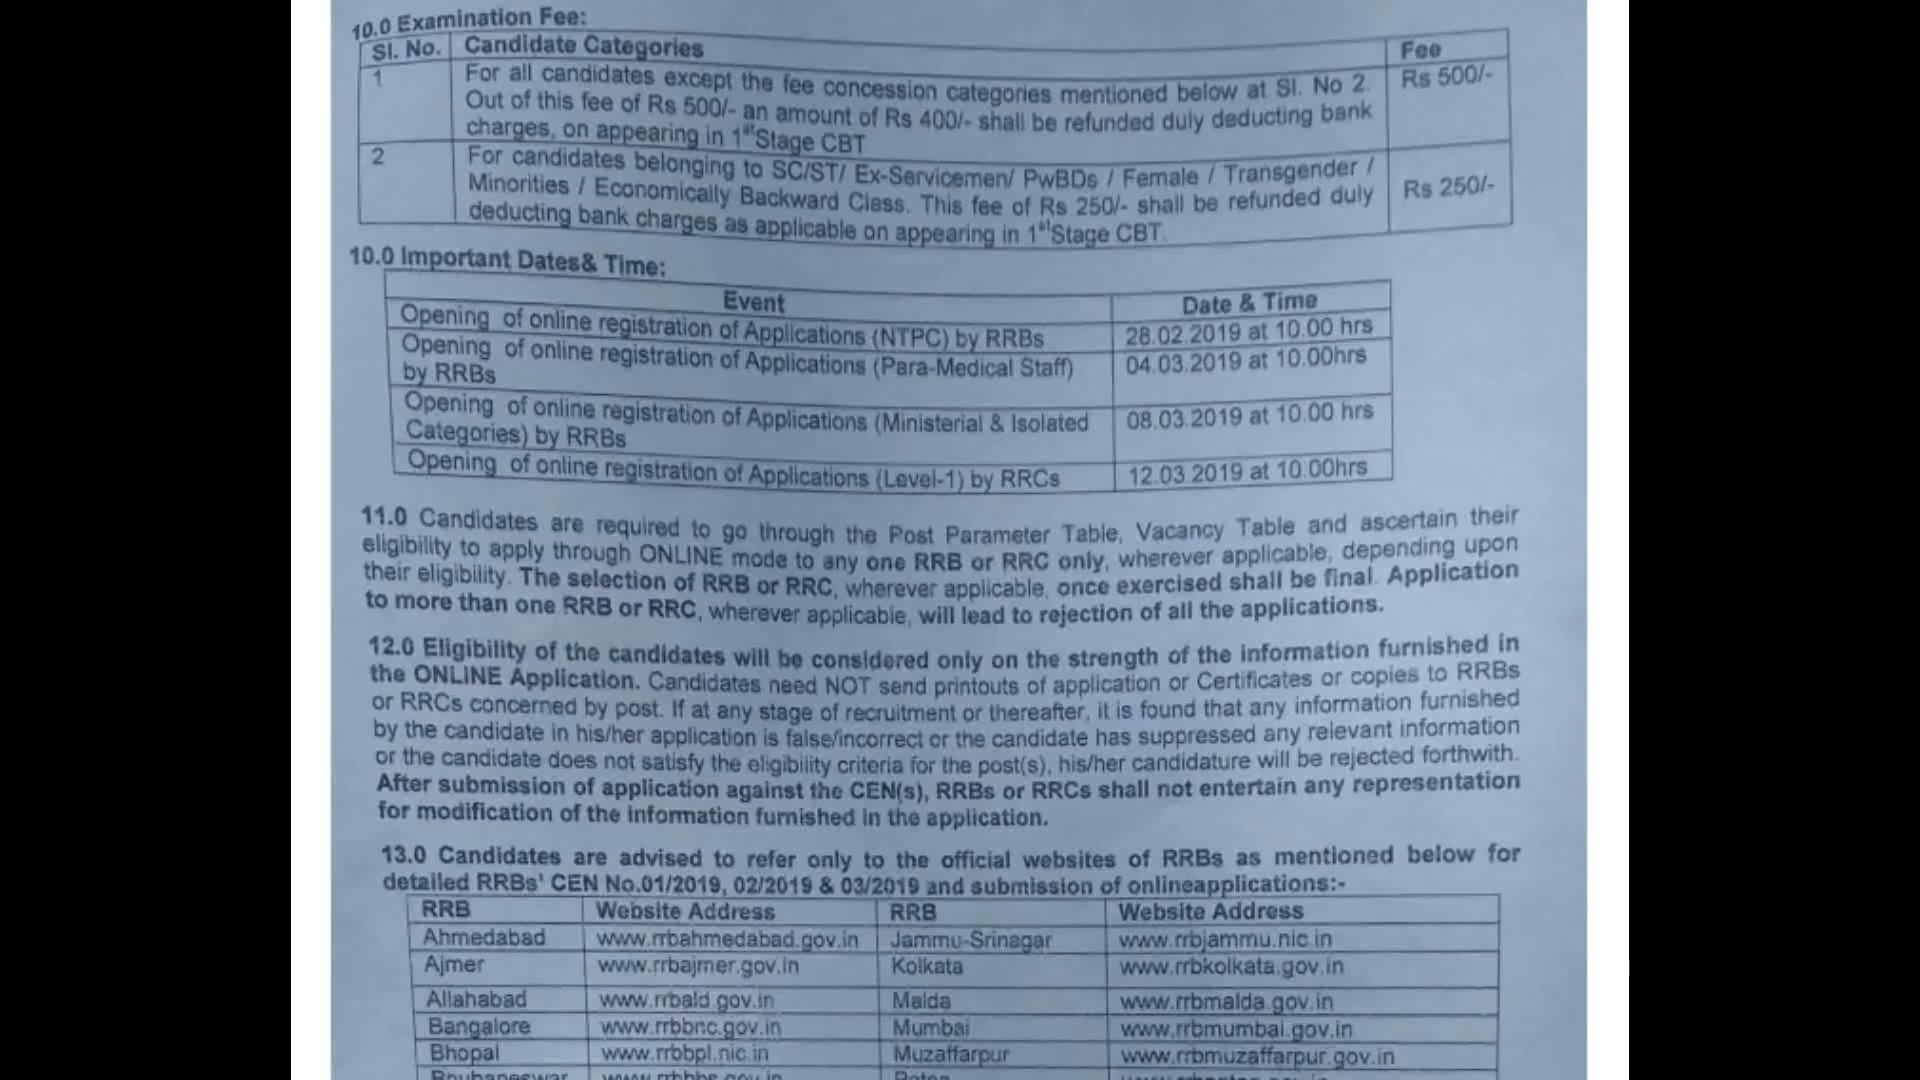 10.0 Examination Fee:
Sl. No. Candidate Categories Fee
1 For all candidates except the fee concession categories mentioned below at Sl. No 2. Rs 500/-
Out of this fee of Rs 500/- an amount of Rs 400/- shall be refunded duly deducting bank
charges, on appearing in 1st Stage CBT
2 For candidates belonging to SC/ST/ Ex-Servicemen/ PwBDs / Female / Transgender /
Minorities / Economically Backward Class. This fee of Rs 250/- shall be refunded duly Rs 250/-
deducting bank charges as applicable on appearing in 1st Stage CBT.
10.0 Important Dates& Time:
Event Date & Time
Opening of online registration of Applications (NTPC) by RRBs 28.02.2019 at 10.00 hrs
Opening of online registration of Applications (Para-Medical Staff) 04.03.2019 at 10.00hrs
by RRBs
Opening of online registration of Applications (Ministerial & Isolated 08.03.2019 at 10.00 hrs
Categories) by RRBs
Opening of online registration of Applications (Level-1) by RRCs 12.03.2019 at 10.00hrs
11.0 Candidates are required to go through the Post Parameter Table, Vacancy Table and ascertain their
eligibility to apply through ONLINE mode to any one RRB or RRC only, wherever applicable, depending upon
their eligibility. The selection of RRB or RRC, wherever applicable, once exercised shall be final. Application
to more than one RRB or RRC, wherever applicable, will lead to rejection of all the applications.
12.0 Eligibility of the candidates will be considered only on the strength of the information furnished in
the ONLINE Application. Candidates need NOT send printouts of application or Certificates or copies to RRBs
or RRCs concerned by post. If at any stage of recruitment or thereafter, it is found that any information furnished
by the candidate in his/her application is false/incorrect or the candidate has suppressed any relevant information
or the candidate does not satisfy the eligibility criteria for the post(s), his/her candidature will be rejected forthwith.
After submission of application against the CEN(s), RRBs or RRCs shall not entertain any representation
for modification of the information furnished in the application.
13.0 Candidates are advised to refer only to the official websites of RRBs as mentioned below for
detailed RRBs' CEN No.01/2019, 02/2019 & 03/2019 and submission of onlineapplications:-
RRB Website Address RRB Website Address
Ahmedabad www.rrbahmedabad.gov.in Jammu-Srinagar www.rrbjammu.nic.in
Ajmer www.rrbajmer.gov.in Kolkata www.rrbkolkata.gov.in
Allahabad www.rrbald.gov.in Malda www.rrbmalda.gov.in
Bangalore www.rrbbnc.gov.in Mumbai www.rrbmumbai.gov.in
Bhopal www.rrbbpl.nic.in Muzaffarpur www.rrbmuzaffarpur.gov.in
Bhubaneswar